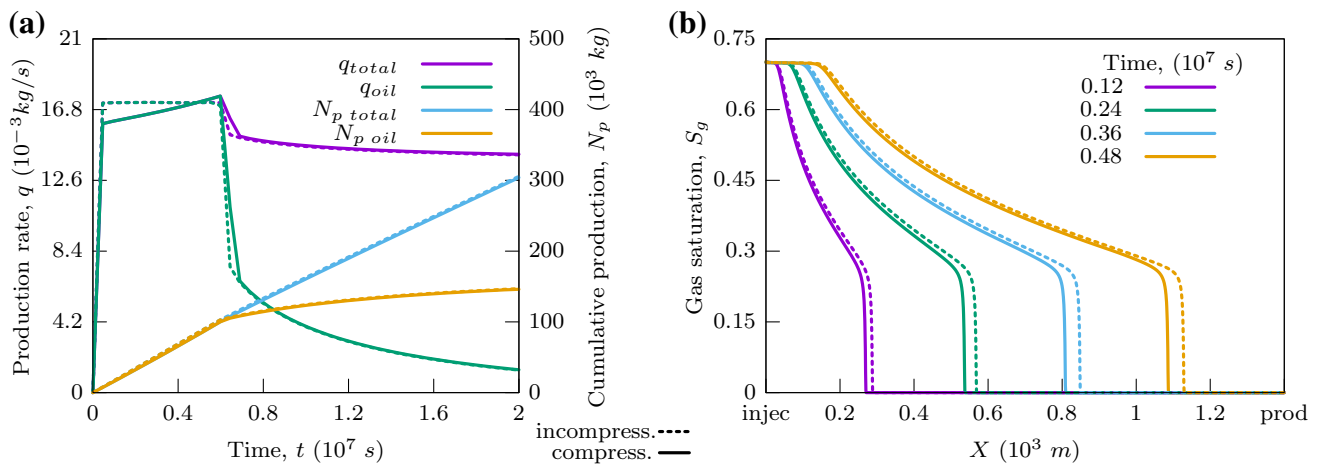 (a)
21
16.8
12.6
8.4
4.2
0
Production rate, q (10⁻³kg/s)
500
400
300
200
100
0
Cumulative production, Nₚ (10³ kg)
q_total
q_oil
N_p total
N_p oil
0 0.4 0.8 1.2 1.6 2
Time, t (10⁷ s)
incompress.
compress.
(b)
0.75
0.6
0.45
0.3
0.15
0
Gas saturation, S_g
Time, (10⁷ s)
0.12
0.24
0.36
0.48
injec 0.2 0.4 0.6 0.8 1 1.2 prod
X (10³ m)